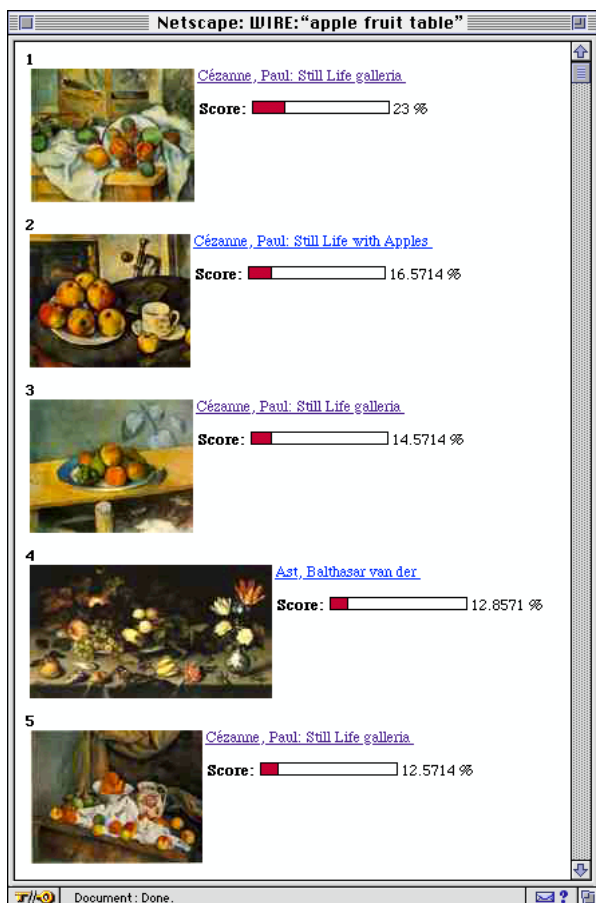 Netscape: WIRE:“apple fruit table”
1
Cézanne, Paul: Still Life galleria
Score: 23 %
2
Cézanne, Paul: Still Life with Apples
Score: 16.5714 %
3
Cézanne, Paul: Still Life galleria
Score: 14.5714 %
4
Ast, Balthasar van der
Score: 12.8571 %
5
Cézanne, Paul: Still Life galleria
Score: 12.5714 %
Document: Done.
?